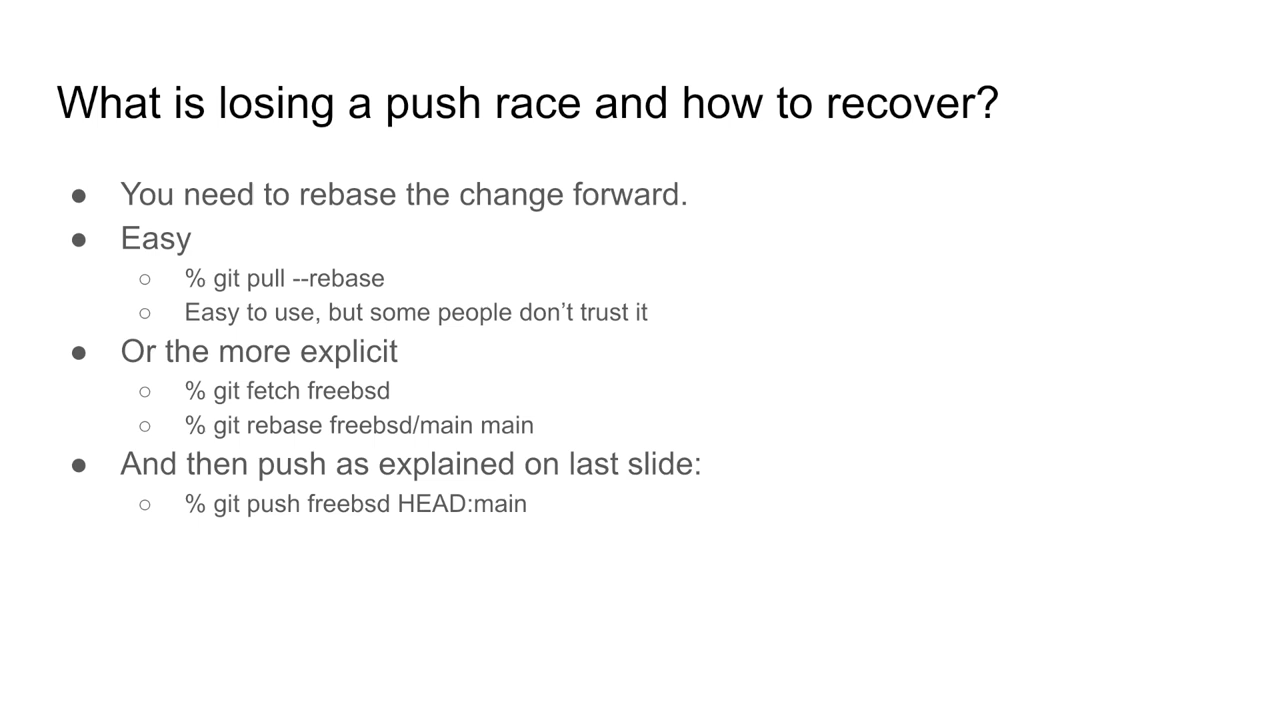 What is losing a push race and how to recover?
● You need to rebase the change forward.
● Easy
○ % git pull --rebase
○ Easy to use, but some people don’t trust it
● Or the more explicit
○ % git fetch freebsd
○ % git rebase freebsd/main main
● And then push as explained on last slide:
○ % git push freebsd HEAD:main